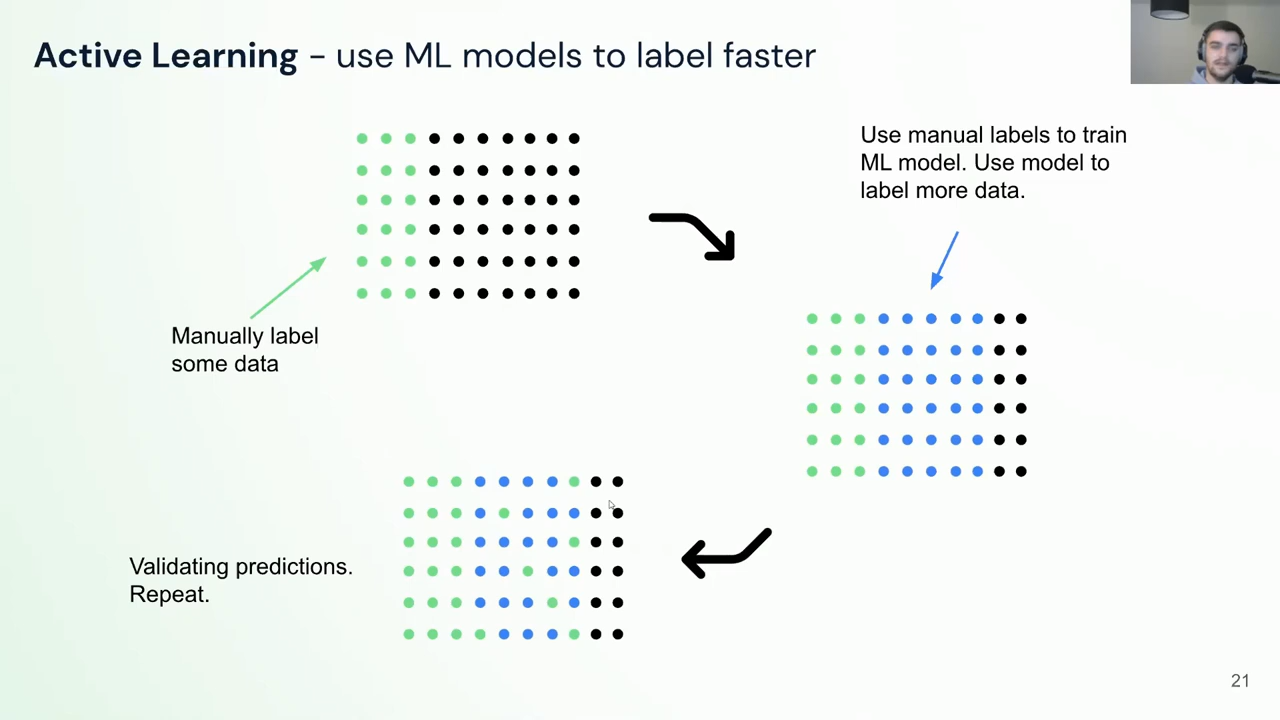 Active Learning - use ML models to label faster
Use manual labels to train
ML model. Use model to
label more data.
Manually label
some data
Validating predictions.
Repeat.
21